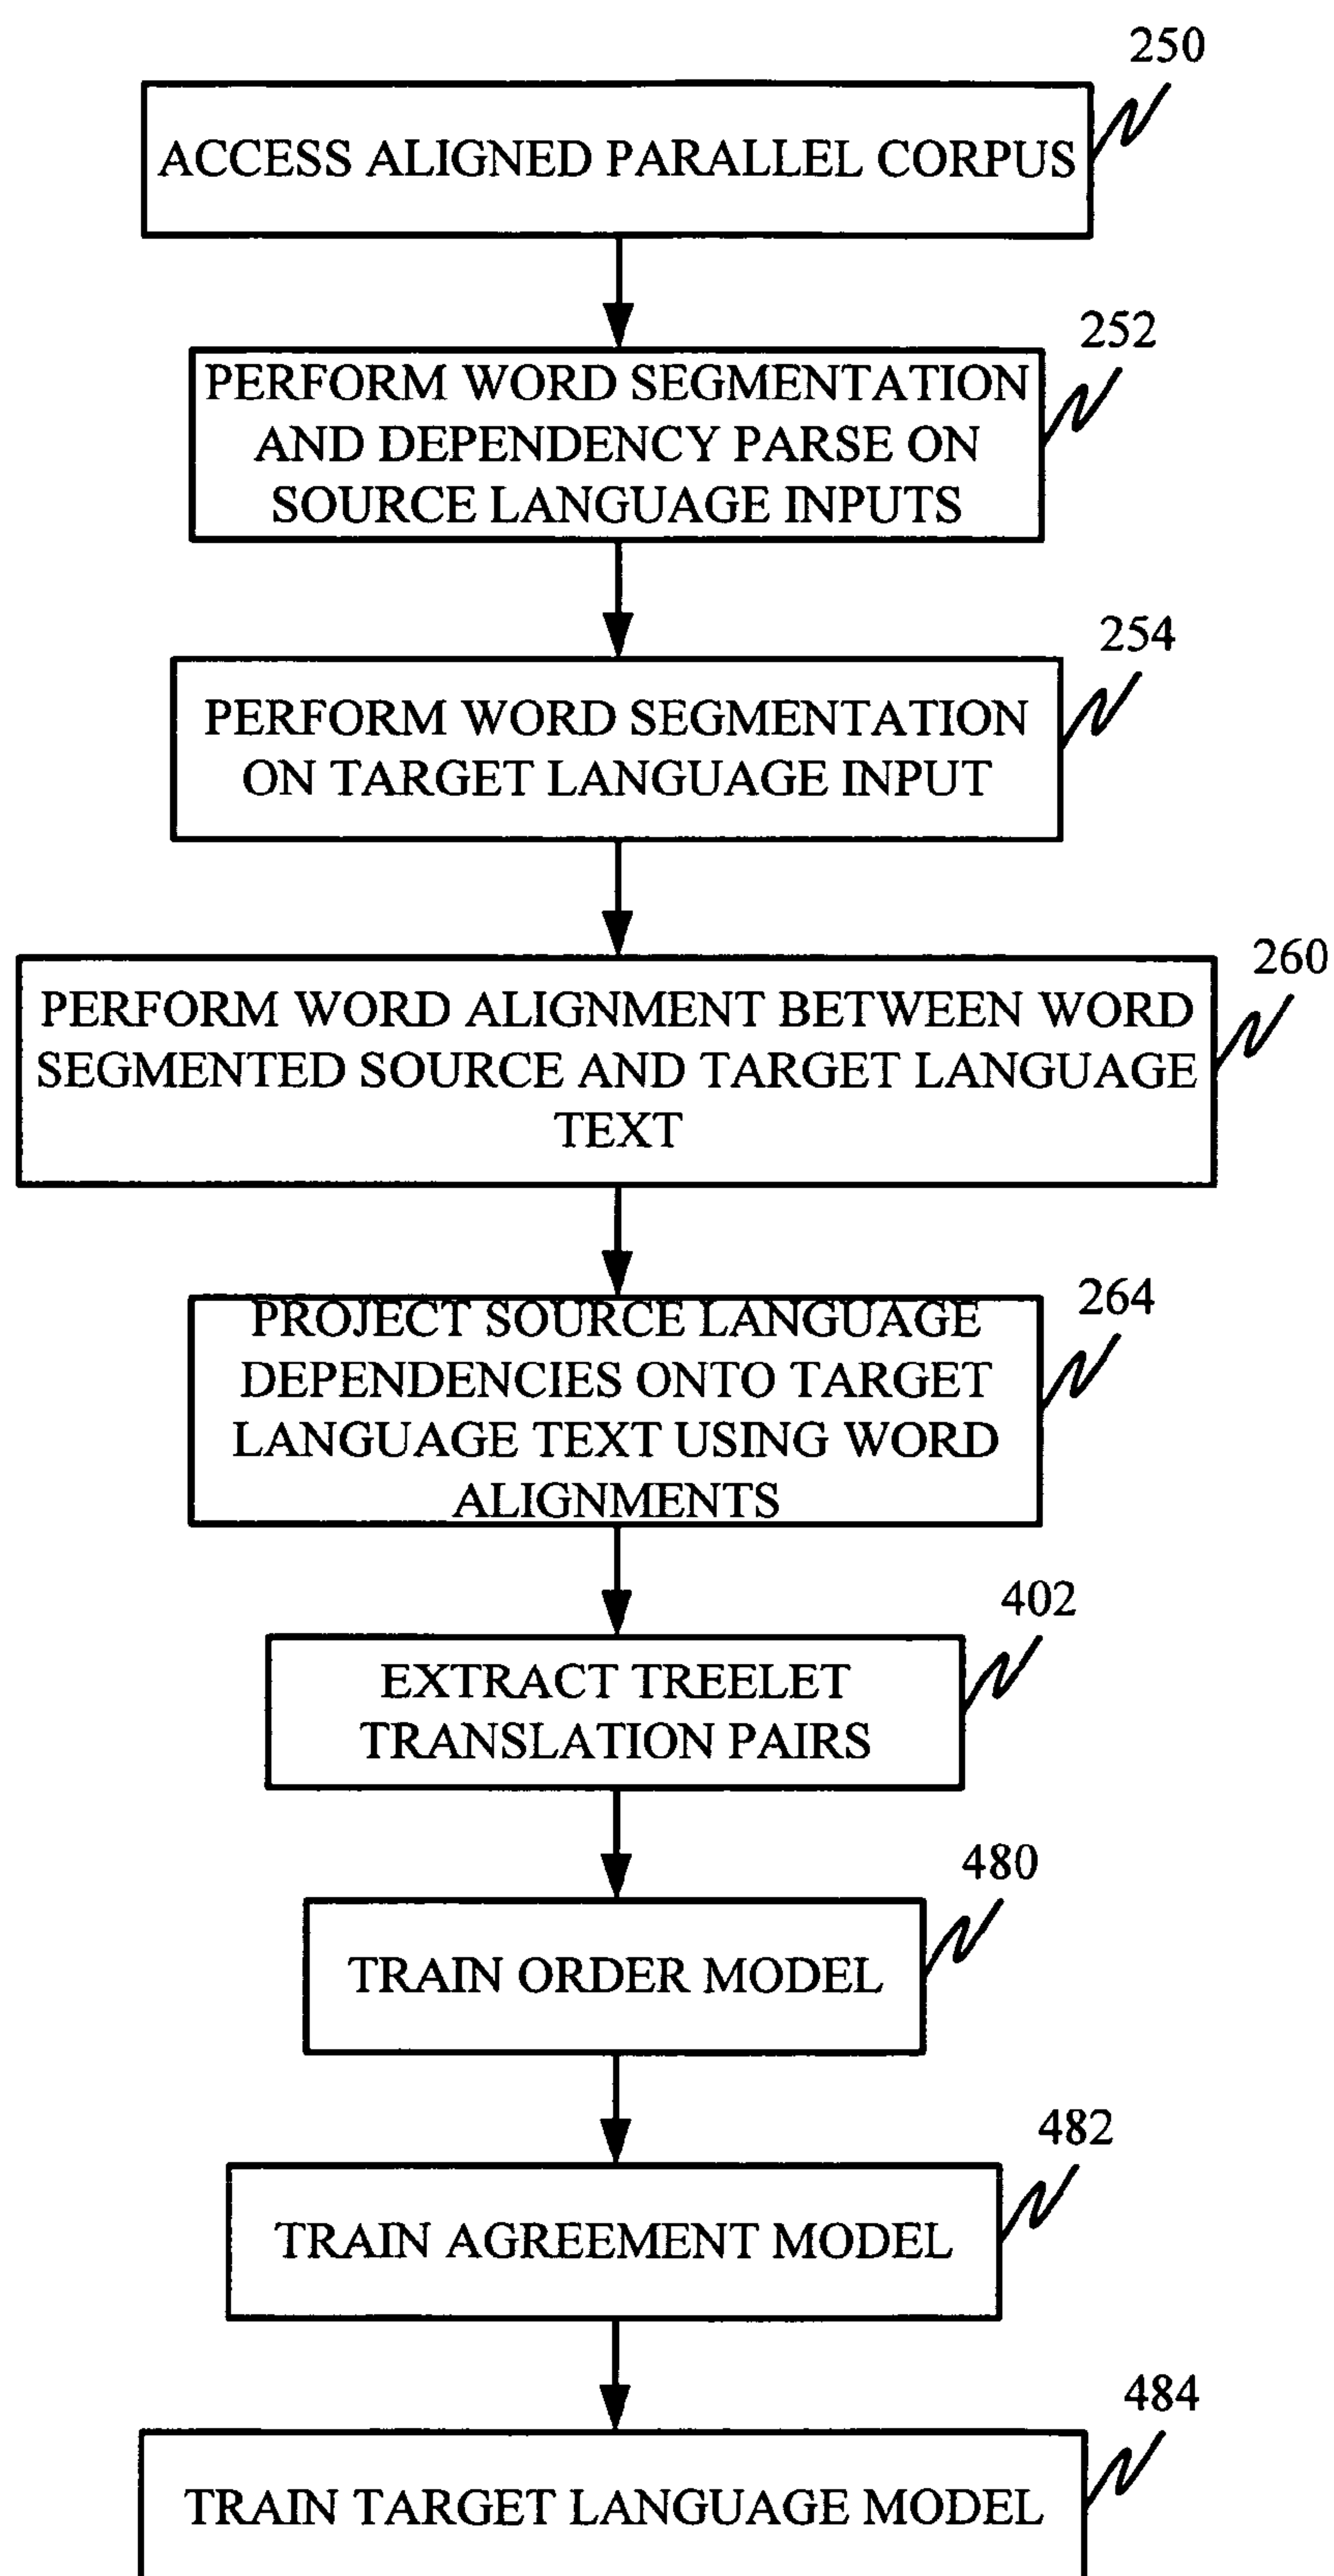 250
ACCESS ALIGNED PARALLEL CORPUS
252
PERFORM WORD SEGMENTATION
AND DEPENDENCY PARSE ON
SOURCE LANGUAGE INPUTS
254
PERFORM WORD SEGMENTATION
ON TARGET LANGUAGE INPUT
260
PERFORM WORD ALIGNMENT BETWEEN WORD
SEGMENTED SOURCE AND TARGET LANGUAGE
TEXT
264
PROJECT SOURCE LANGUAGE
DEPENDENCIES ONTO TARGET
LANGUAGE TEXT USING WORD
ALIGNMENTS
402
EXTRACT TREELET
TRANSLATION PAIRS
480
TRAIN ORDER MODEL
482
TRAIN AGREEMENT MODEL
484
TRAIN TARGET LANGUAGE MODEL